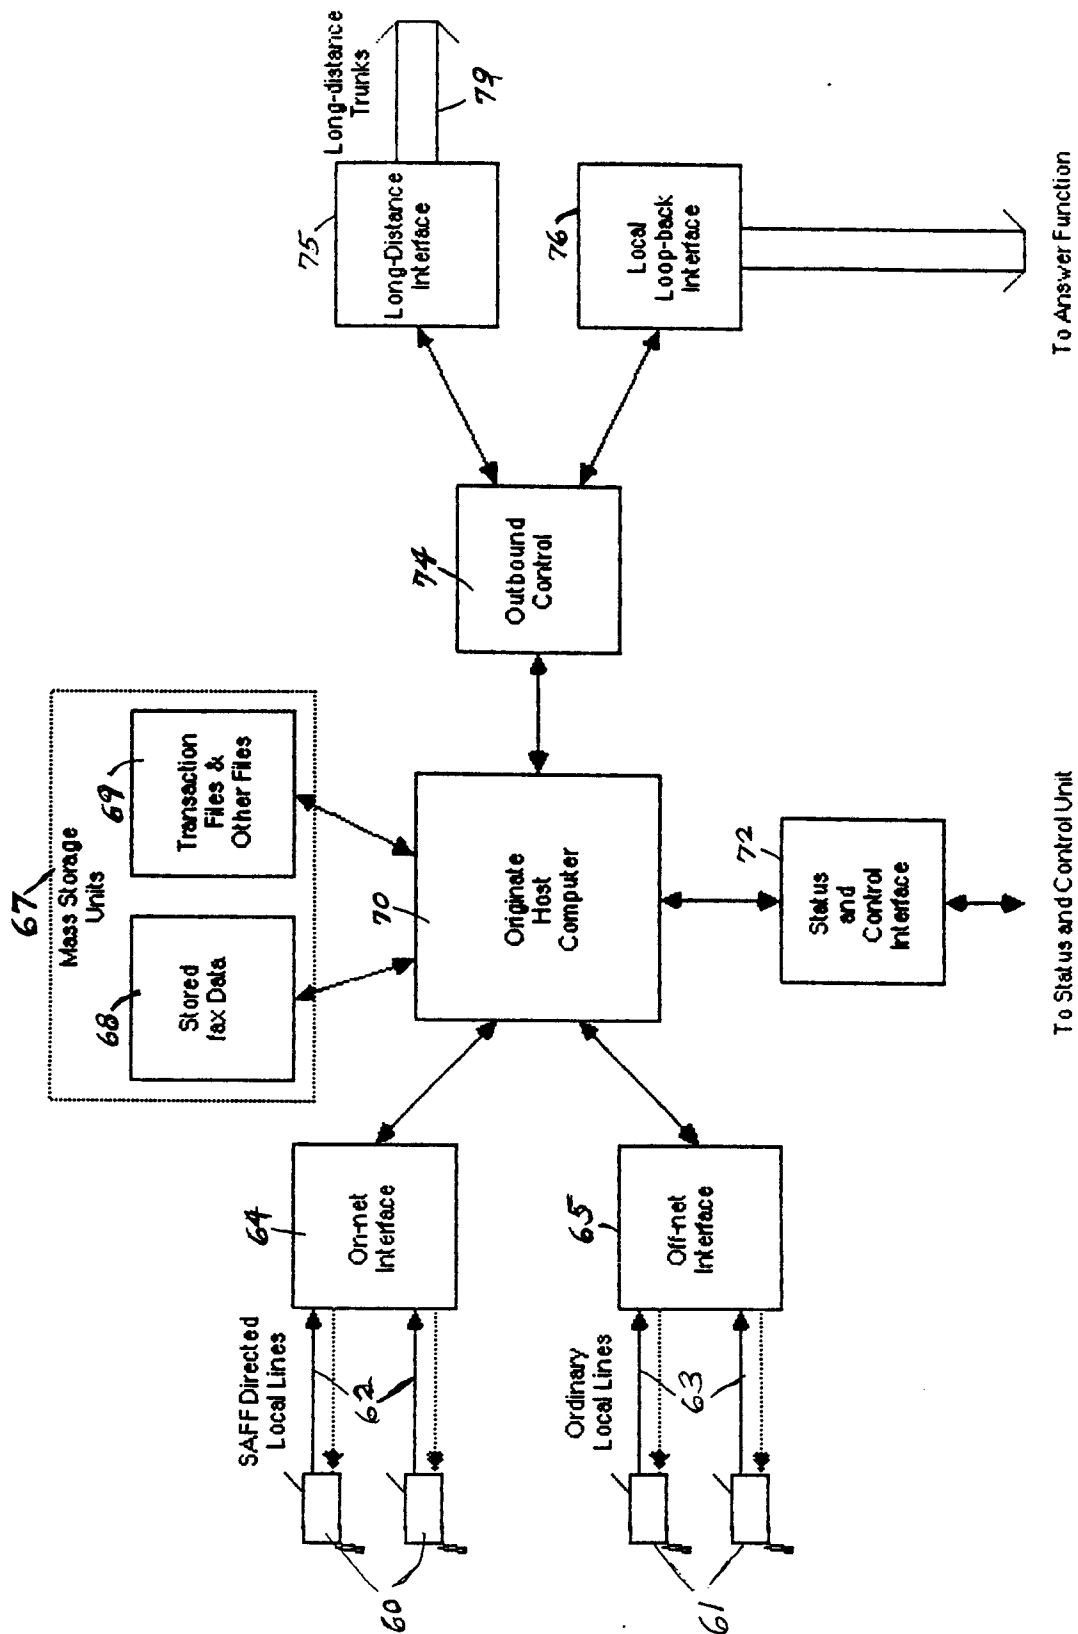 67
Mass Storage
Units
68
Stored
fax Data
69
Transaction
Files &
Other Files
SAFF Directed
Local Lines
60
62
64
On-net
Interface
Ordinary
Local Lines
61
63
65
Off-net
Interface
70
Originate
Host
Computer
72
Status
and
Control
Interface
To Status and Control Unit
74
Outbound
Control
75
Long-Distance
Interface
Long-distance
Trunks
79
76
Local
Loop-back
Interface
To Answer Function